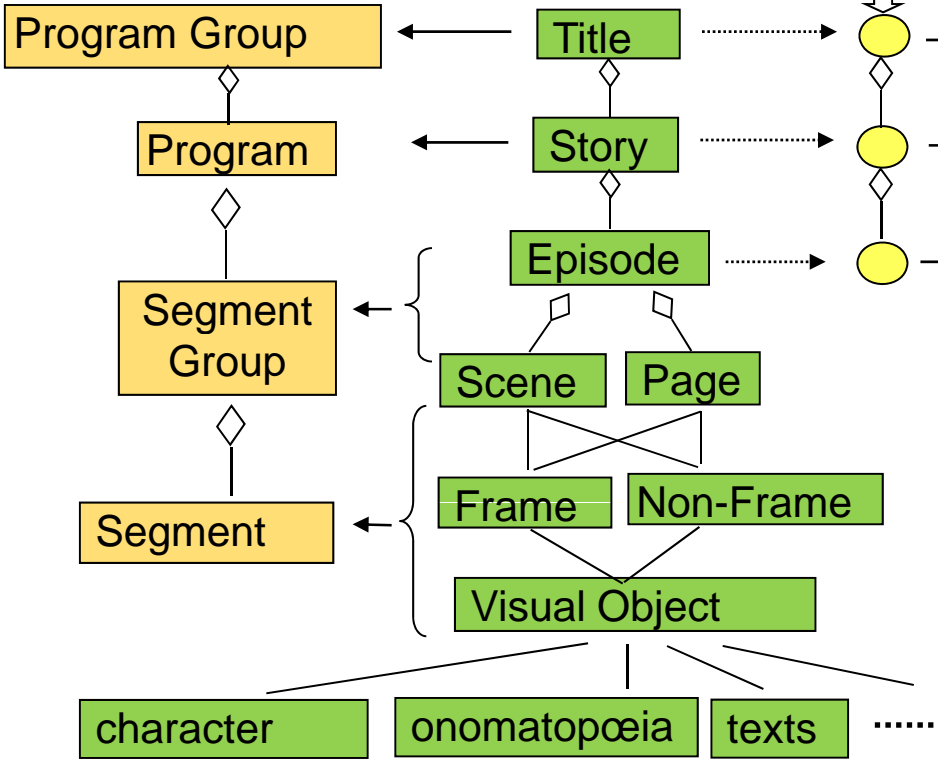 Program Group
Title
Program
Story
Episode
Segment
Group
Scene
Page
Frame
Non-Frame
Segment
Visual Object
character
onomatopœia
texts
......